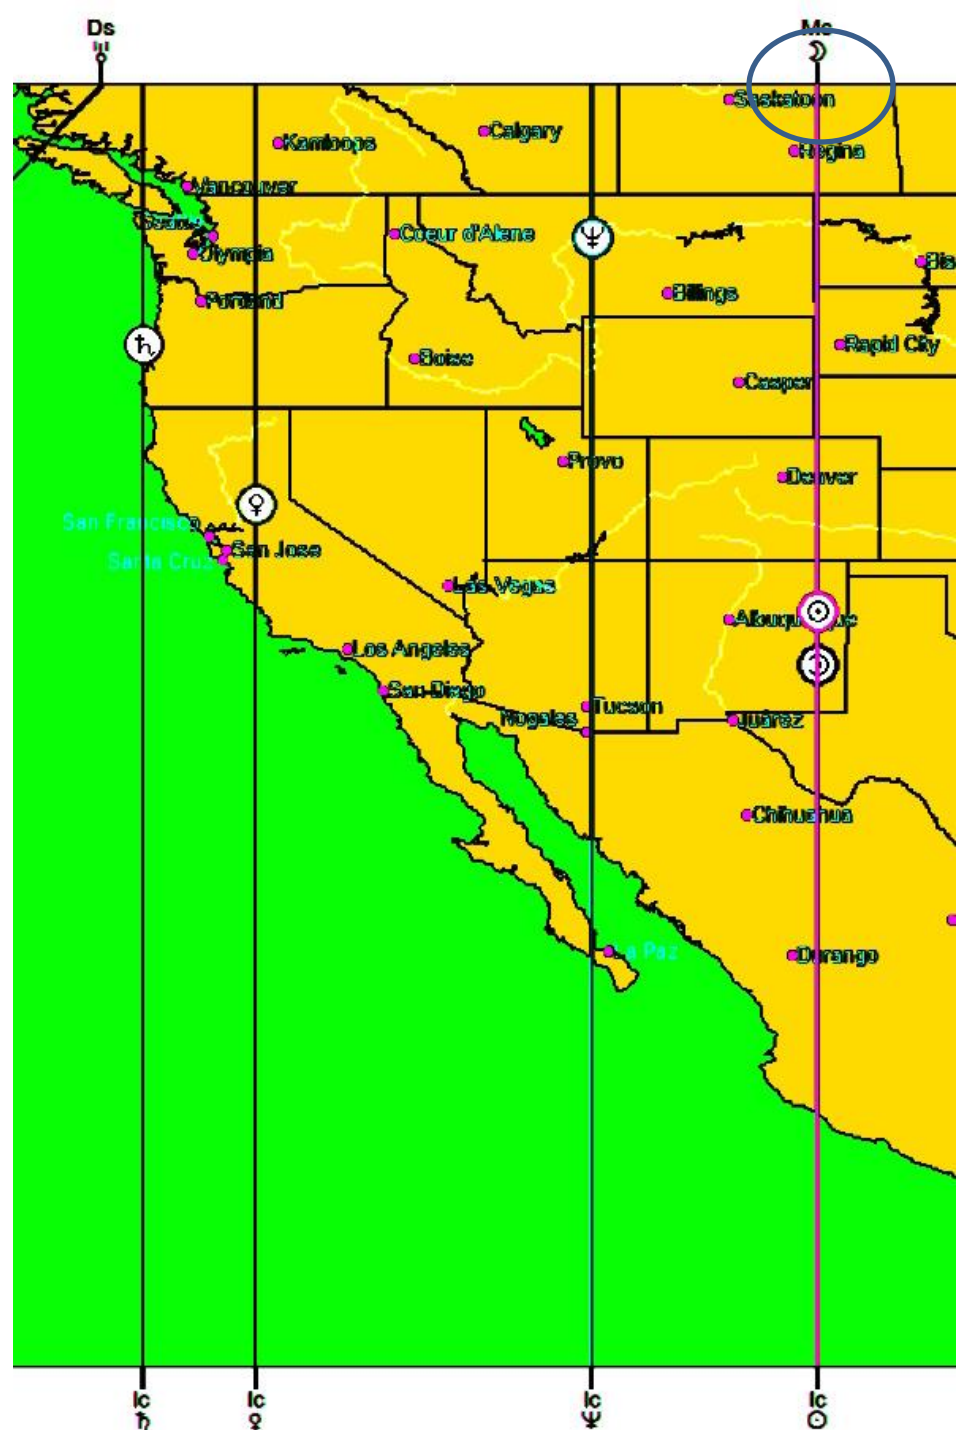 Ds
Mc
Saskatoon
Calgary
Kamloops
Regina
Vancouver
Seattle
Coeur d'Alene
Olympia
Bis
Billings
Portland
Rapid City
Boise
Casper
Provo
Denver
San Francisco
San Jose
Santa Cruz
Las Vegas
Albuquerque
Los Angeles
San Diego
Tucson
Nogales
Juárez
Chihuahua
La Paz
Durango
Ic
Ic
Ic
Ic